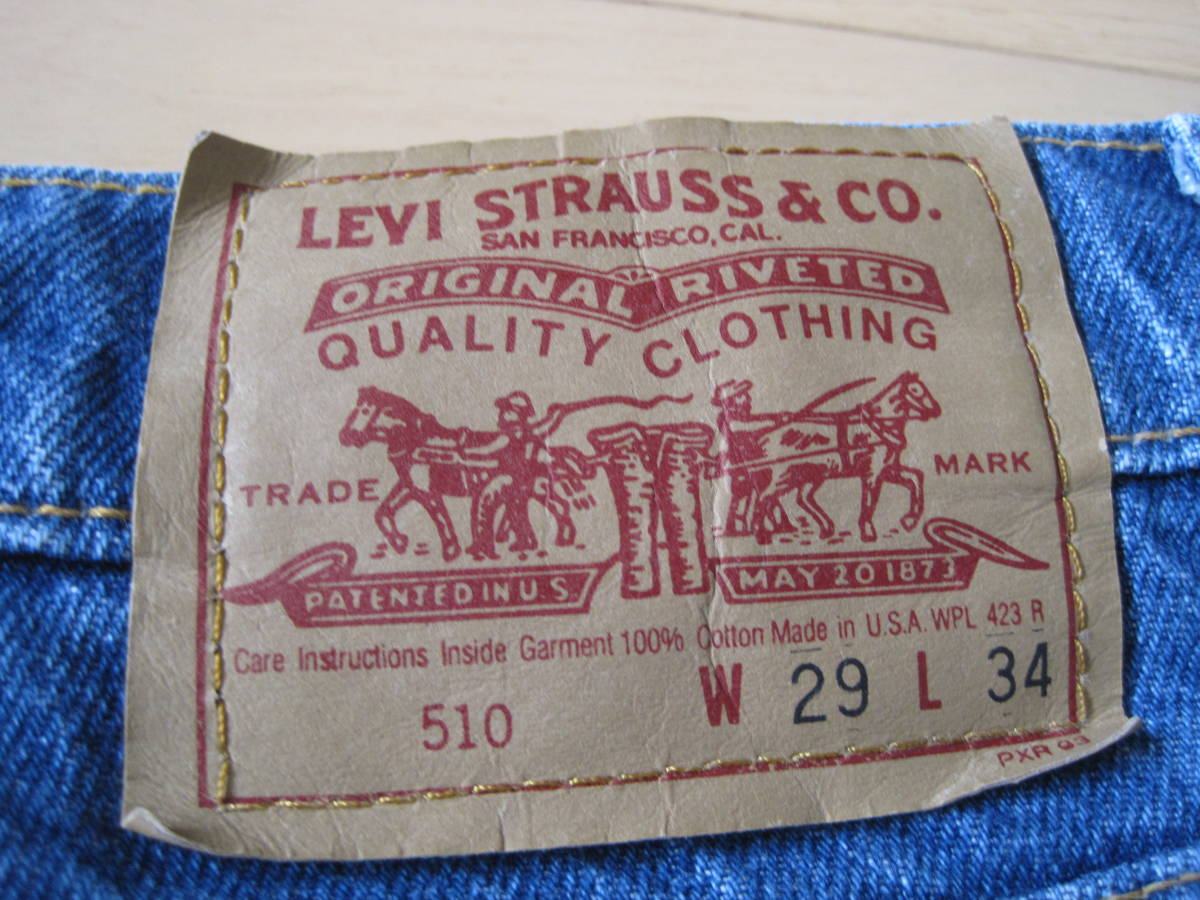 LEVI STRAUSS & CO.
SAN FRANCISCO, CAL.
ORIGINAL RIVETED
QUALITY CLOTHING
TRADE MARK
PATENTED IN U.S. MAY 20 1873
Care Instructions Inside Garment 100% Cotton Made in U.S.A. WPL 423 R
510 W 29 L 34
PXR 03